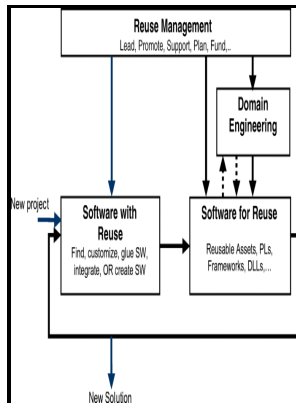 Reuse Management
Lead, Promote, Support, Plan, Fund,..
Domain
Engineering
New project
Software with
Reuse
Find, customize, glue SW,
integrate, OR create SW
Software for Reuse
Reusable Assets, PLs,
Frameworks, DLLs,...
New Solution